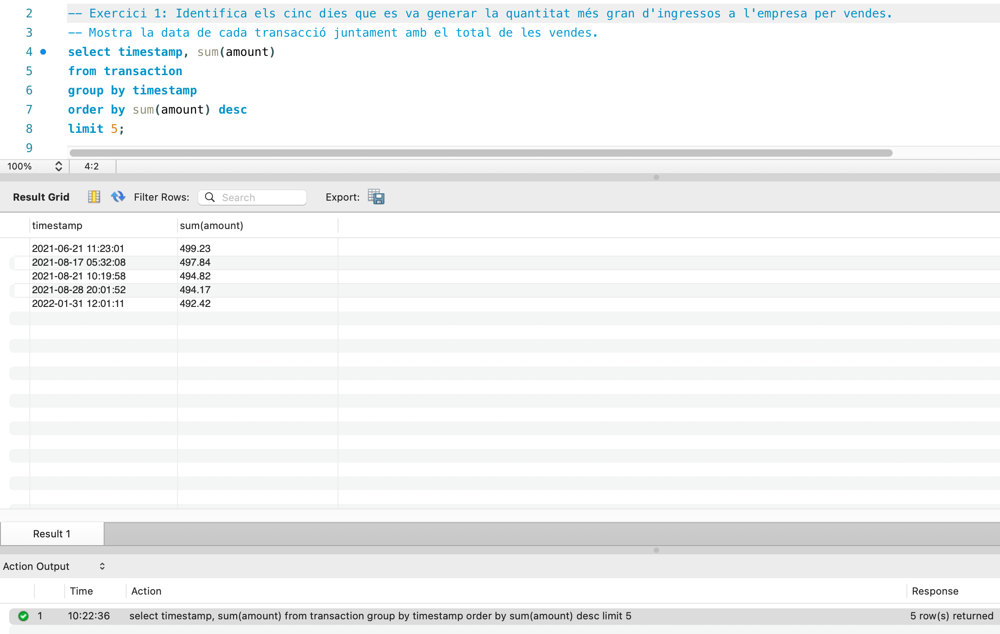 2 -- Exercici 1: Identifica els cinc dies que es va generar la quantitat més gran d'ingressos a l'empresa per vendes.
3 -- Mostra la data de cada transacció juntament amb el total de les vendes.
4 select timestamp, sum(amount)
5 from transaction
6 group by timestamp
7 order by sum(amount) desc
8 limit 5;
9
100% 4:2
Result Grid Filter Rows: Search Export:
timestamp sum(amount)
2021-06-21 11:23:01 499.23
2021-08-17 05:32:08 497.84
2021-08-21 10:19:58 494.82
2021-08-28 20:01:52 494.17
2022-01-31 12:01:11 492.42
Result 1
Action Output
Time Action Response
1 10:22:36 select timestamp, sum(amount) from transaction group by timestamp order by sum(amount) desc limit 5 5 row(s) returned